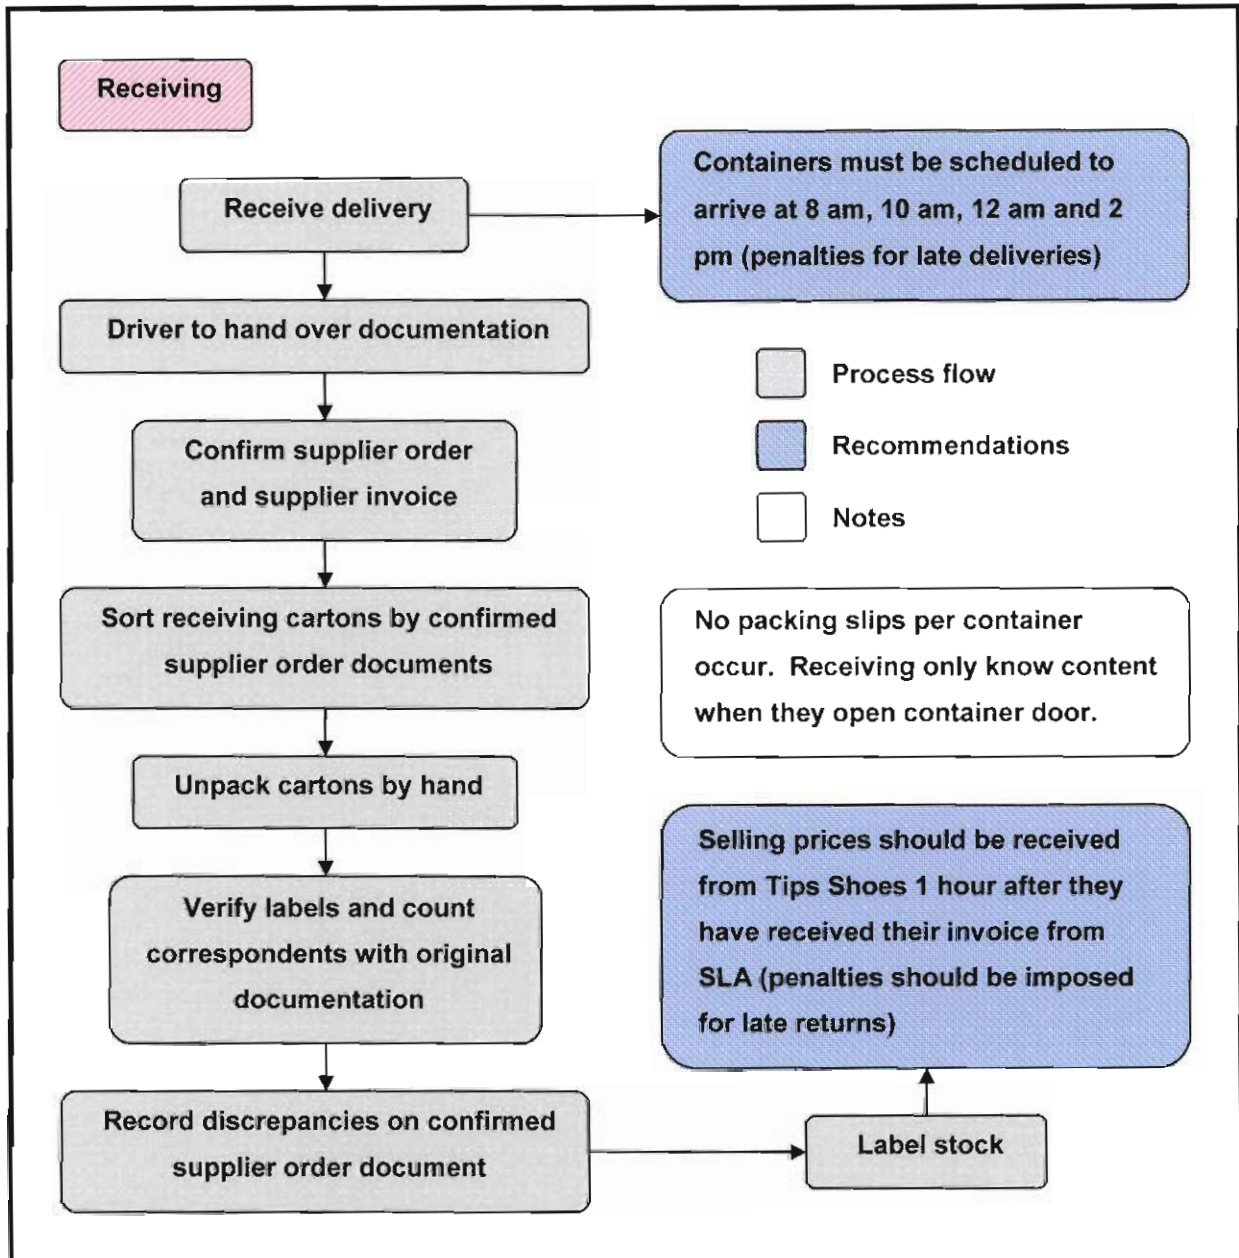 Receiving
Receive delivery
Containers must be scheduled to
arrive at 8 am, 10 am, 12 am and 2
pm (penalties for late deliveries)
Driver to hand over documentation
Process flow
Recommendations
Notes
Confirm supplier order
and supplier invoice
Sort receiving cartons by confirmed
supplier order documents
No packing slips per container
occur. Receiving only know content
when they open container door.
Unpack cartons by hand
Verify labels and count
correspondents with original
documentation
Selling prices should be received
from Tips Shoes 1 hour after they
have received their invoice from
SLA (penalties should be imposed
for late returns)
Record discrepancies on confirmed
supplier order document
Label stock